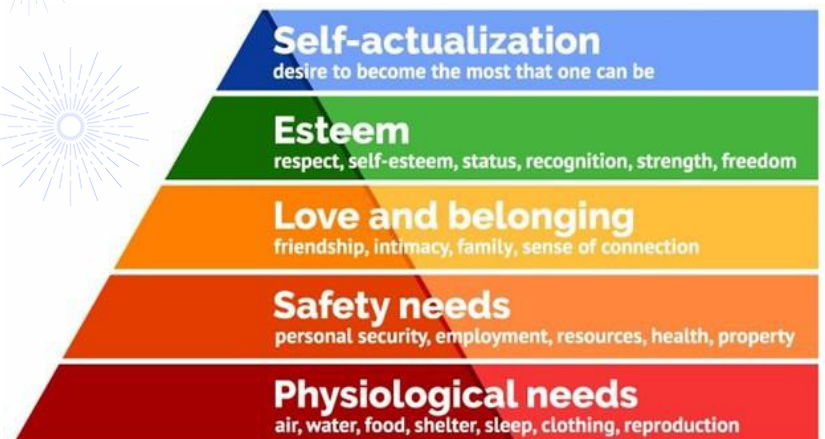 Self-actualization
desire to become the most that one can be
Esteem
respect, self-esteem, status, recognition, strength, freedom
Love and belonging
friendship, intimacy, family, sense of connection
Safety needs
personal security, employment, resources, health, property
Physiological needs
air, water, food, shelter, sleep, clothing, reproduction